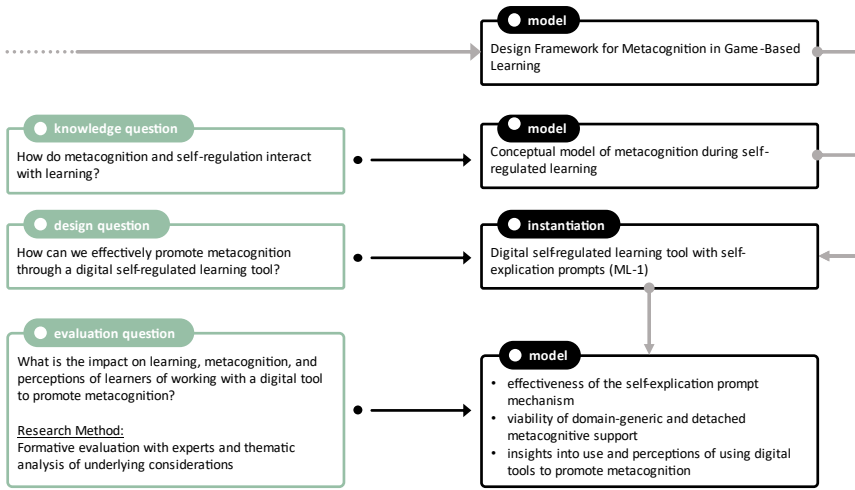 model
Design Framework for Metacognition in Game-Based
Learning
knowledge question
How do metacognition and self-regulation interact
with learning?
model
Conceptual model of metacognition during self-
regulated learning
design question
How can we effectively promote metacognition
through a digital self-regulated learning tool?
instantiation
Digital self-regulated learning tool with self-
explication prompts (ML-1)
evaluation question
What is the impact on learning, metacognition, and
perceptions of learners of working with a digital tool
to promote metacognition?
Research Method:
Formative evaluation with experts and thematic
analysis of underlying considerations
model
• effectiveness of the self-explication prompt
mechanism
• viability of domain-generic and detached
metacognitive support
• insights into use and perceptions of using digital
tools to promote metacognition